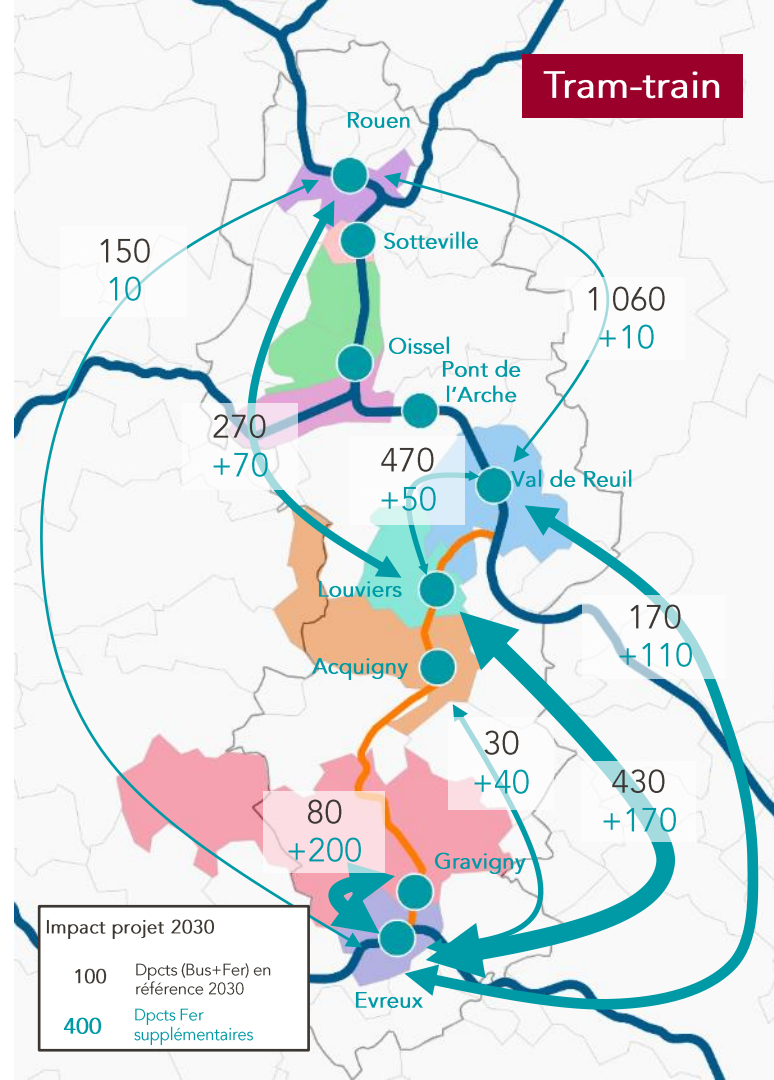 Tram-train
Rouen
Sotteville
150
10
1 060
+10
Oissel
Pont de
l'Arche
270
+70
470
+50
Val de Reuil
Louviers
170
+110
Acquigny
30
+40
430
+170
80
+200
Gravigny
Impact projet 2030
100
Dpcts (Bus+Fer) en
référence 2030
400
Dpcts Fer
supplémentaires
Evreux